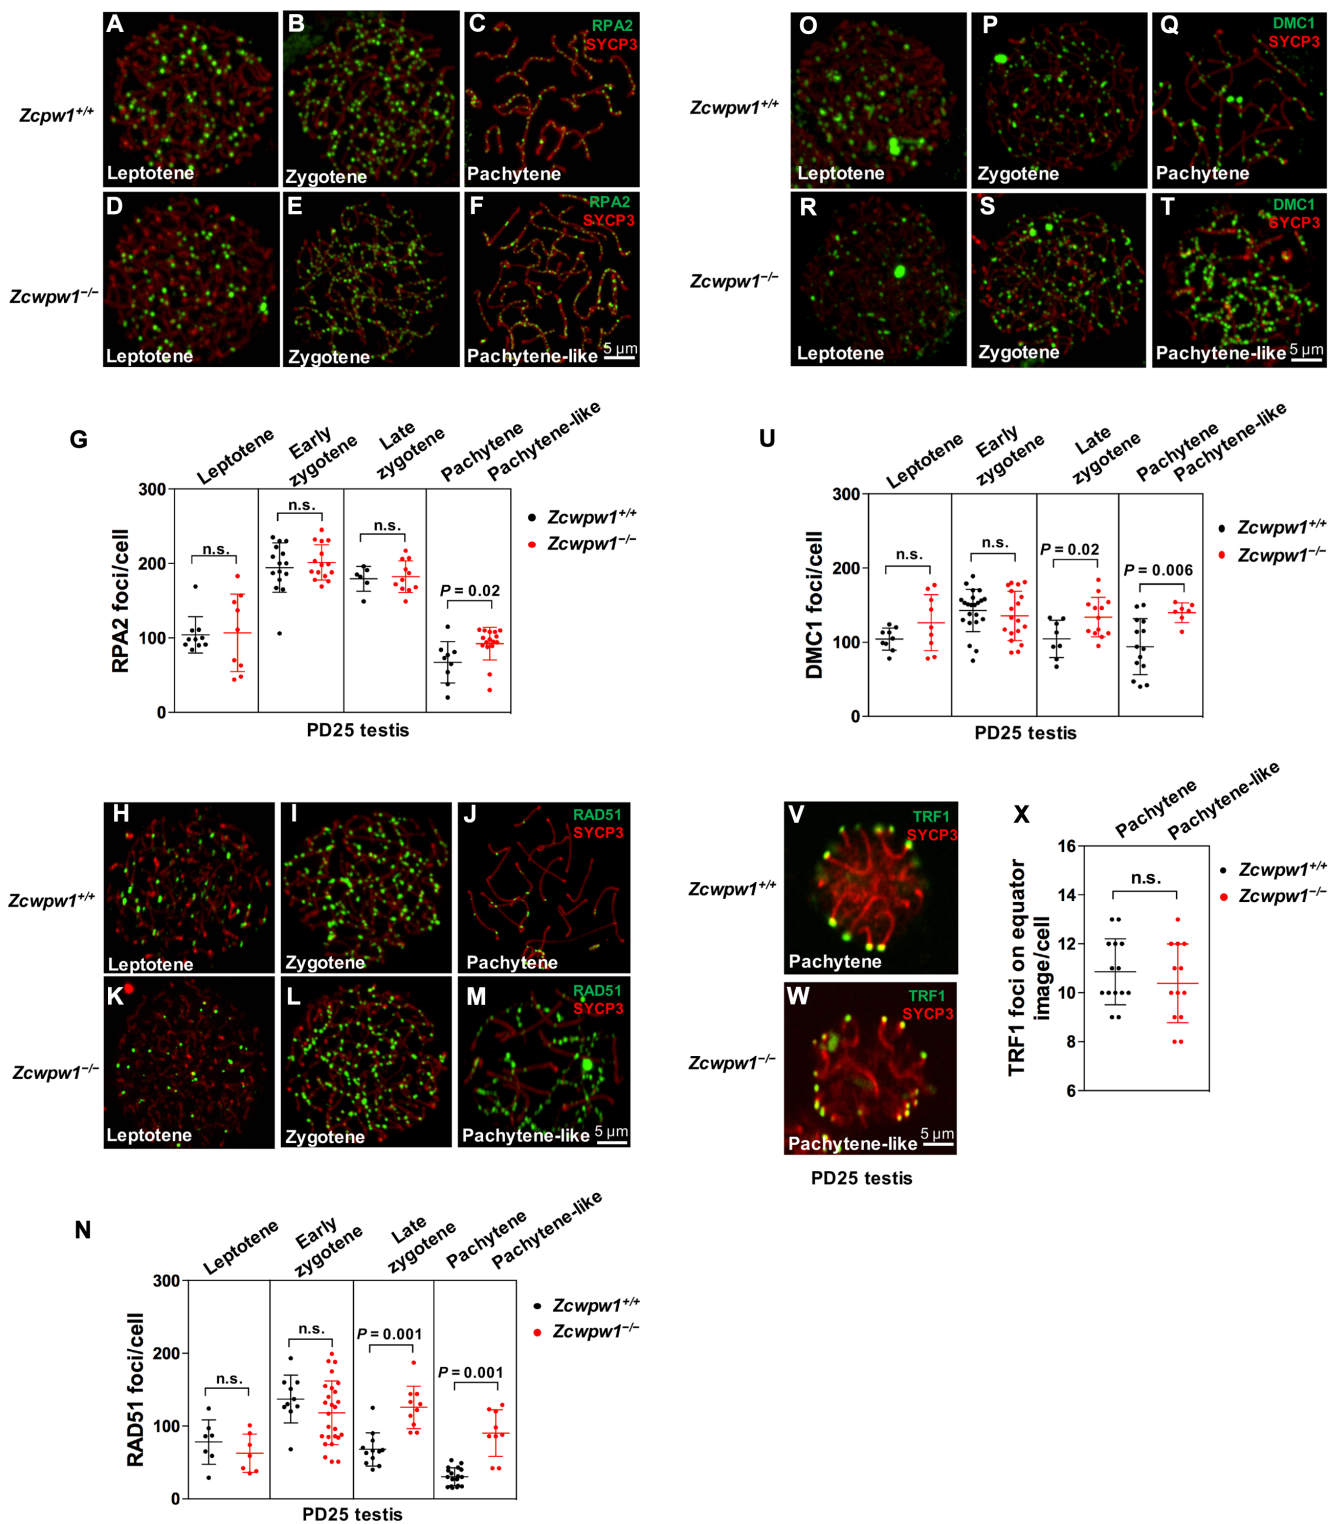 A
B
C
RPA2
SYCP3
Zcpw1+/+
Leptotene
Zygotene
Pachytene
D
E
F
RPA2
SYCP3
Zcwpw1−/−
Leptotene
Zygotene
Pachytene-like
5 µm
O
P
Q
DMC1
SYCP3
Zcwpw1+/+
Leptotene
Zygotene
Pachytene
R
S
T
DMC1
SYCP3
Zcwpw1−/−
Leptotene
Zygotene
Pachytene-like
5 µm
G
Leptotene
Early
zygotene
Late
zygotene
Pachytene
Pachytene-like
RPA2 foci/cell
300
200
100
0
n.s.
n.s.
n.s.
P = 0.02
Zcwpw1+/+
Zcwpw1−/−
PD25 testis
U
Leptotene
Early
zygotene
Late
zygotene
Pachytene
Pachytene-like
DMC1 foci/cell
300
200
100
0
n.s.
n.s.
P = 0.02
P = 0.006
Zcwpw1+/+
Zcwpw1−/−
PD25 testis
H
I
J
RAD51
SYCP3
Zcwpw1+/+
Leptotene
Zygotene
Pachytene
K
L
M
RAD51
SYCP3
Zcwpw1−/−
Leptotene
Zygotene
Pachytene-like
5 µm
V
TRF1
SYCP3
Zcwpw1+/+
Pachytene
W
TRF1
SYCP3
Zcwpw1−/−
Pachytene-like
5 µm
PD25 testis
X
Pachytene
Pachytene-like
TRF1 foci on equator
image/cell
16
14
12
10
8
6
n.s.
Zcwpw1+/+
Zcwpw1−/−
N
Leptotene
Early
zygotene
Late
zygotene
Pachytene
Pachytene-like
RAD51 foci/cell
300
200
100
0
n.s.
n.s.
P = 0.001
P = 0.001
Zcwpw1+/+
Zcwpw1−/−
PD25 testis